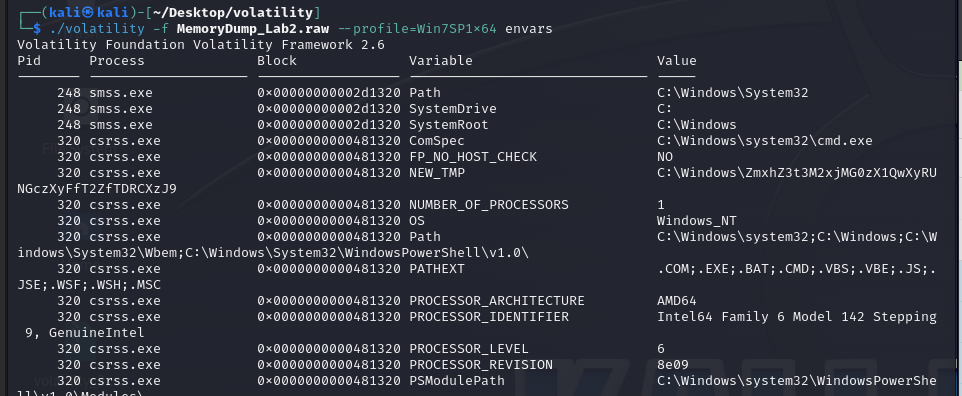 ┌──(kali㉿kali)-[~/Desktop/volatility]
└─$ ./volatility -f MemoryDump_Lab2.raw --profile=Win7SP1×64 envars
Volatility Foundation Volatility Framework 2.6
Pid Process Block Variable Value
248 smss.exe 0×00000000002d1320 Path C:\Windows\System32
248 smss.exe 0×00000000002d1320 SystemDrive C:
248 smss.exe 0×00000000002d1320 SystemRoot C:\Windows
320 csrss.exe 0×0000000000481320 ComSpec C:\Windows\system32\cmd.exe
320 csrss.exe 0×0000000000481320 FP_NO_HOST_CHECK NO
320 csrss.exe 0×0000000000481320 NEW_TMP C:\Windows\ZmxhZ3t3M2xjMG0zX1QwXyRU
NGczXyFfT2ZfTDRCXzJ9
320 csrss.exe 0×0000000000481320 NUMBER_OF_PROCESSORS 1
320 csrss.exe 0×0000000000481320 OS Windows_NT
320 csrss.exe 0×0000000000481320 Path C:\Windows\system32;C:\Windows;C:\W
indows\System32\Wbem;C:\Windows\System32\WindowsPowerShell\v1.0\
320 csrss.exe 0×0000000000481320 PATHEXT .COM;.EXE;.BAT;.CMD;.VBS;.VBE;.JS;.
JSE;.WSF;.WSH;.MSC
320 csrss.exe 0×0000000000481320 PROCESSOR_ARCHITECTURE AMD64
320 csrss.exe 0×0000000000481320 PROCESSOR_IDENTIFIER Intel64 Family 6 Model 142 Stepping
9, GenuineIntel
320 csrss.exe 0×0000000000481320 PROCESSOR_LEVEL 6
320 csrss.exe 0×0000000000481320 PROCESSOR_REVISION 8e09
320 csrss.exe 0×0000000000481320 PSModulePath C:\Windows\system32\WindowsPowerShe
ll\v1.0\Modules\